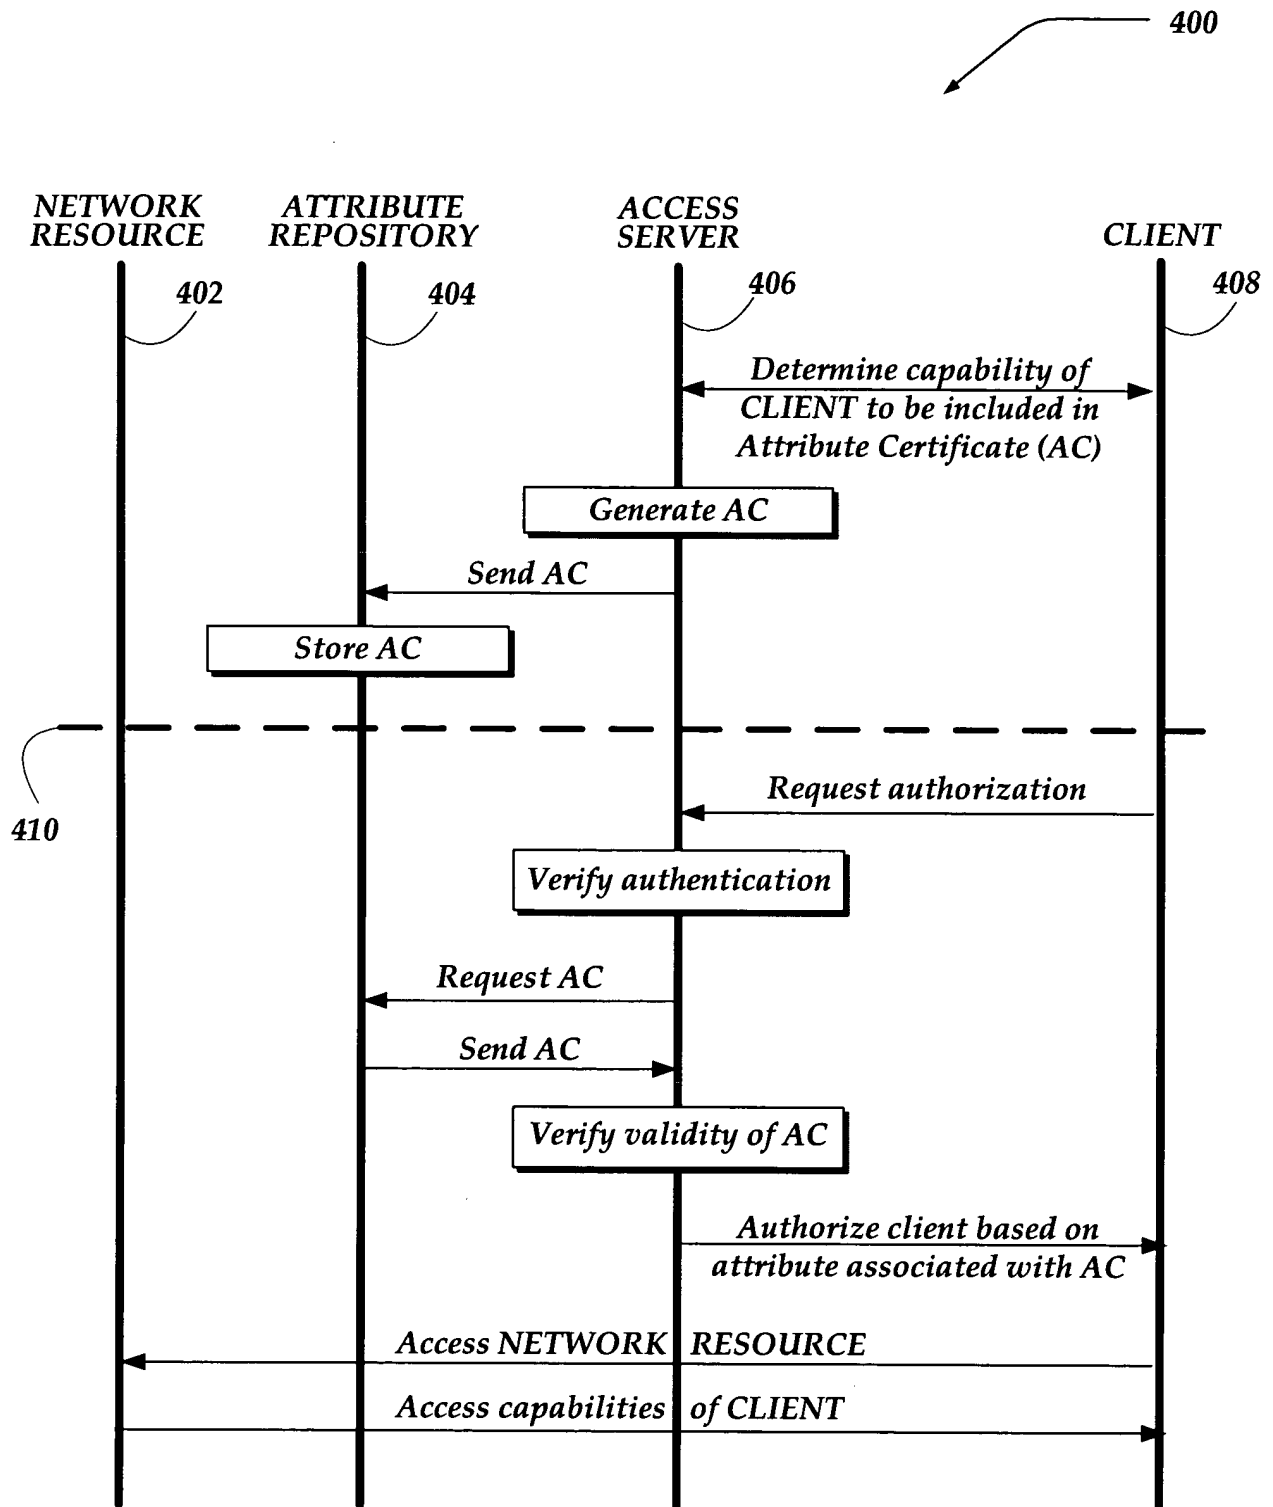 400
NETWORK
RESOURCE
ATTRIBUTE
REPOSITORY
ACCESS
SERVER
CLIENT
402
404
406
408
Determine capability of
CLIENT to be included in
Attribute Certificate (AC)
Generate AC
Send AC
Store AC
410
Request authorization
Verify authentication
Request AC
Send AC
Verify validity of AC
Authorize client based on
attribute associated with AC
Access NETWORK RESOURCE
Access capabilities of CLIENT